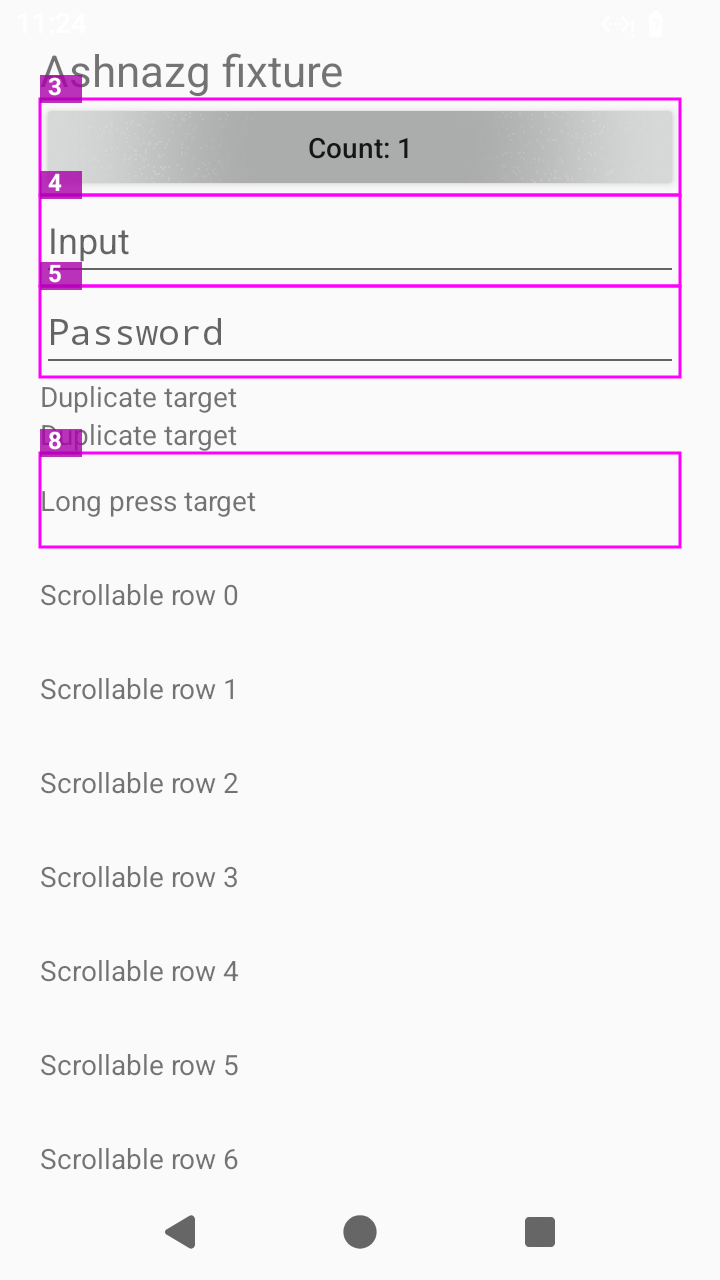 11:24
Ashnazg fixture
3
Count: 1
4
Input
5
Password
Duplicate target
Duplicate target
8
Long press target
Scrollable row 0
Scrollable row 1
Scrollable row 2
Scrollable row 3
Scrollable row 4
Scrollable row 5
Scrollable row 6